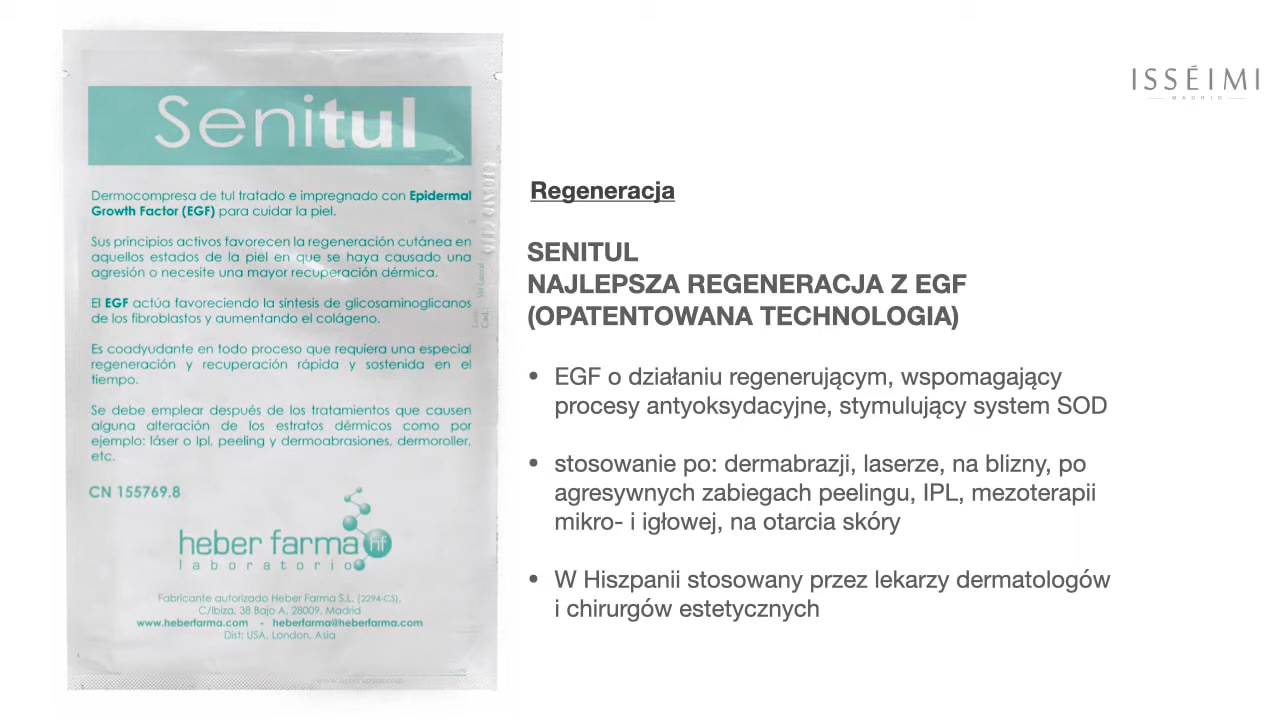 Senitul
Dermocompresa de tul tratado e impregnado con Epidermal
Growth Factor (EGF) para cuidar la piel.
Sus principios activos favorecen la regeneración cutánea en
aquellos estados de la piel en que se haya causado una
agresión o necesite una mayor recuperación dérmica.
El EGF actúa favoreciendo la síntesis de glicosaminoglicanos
de los fibroblastos y aumentando el colágeno.
Es coadyudante en todo proceso que requiera una especial
regeneración y recuperación rápida y sostenida en el
tiempo.
Se debe emplear después de los tratamientos que causen
alguna alteración de los estratos dérmicos como por
ejemplo: láser o Ipl, peeling y dermoabrasiones, dermoroller,
etc.
CN 155769.8
heber farma hf
laboratorio
Fabricante autorizado Heber Farma S.L. (2294-CS).
C/Ibiza, 38 Bajo A, 28009. Madrid
www.heberfarma.com - heberfarma@heberfarma.com
Dist: USA, London, Asia
ISSÉIMI
MADRID
Regeneracja
SENITUL
NAJLEPSZA REGENERACJA Z EGF
(OPATENTOWANA TECHNOLOGIA)
• EGF o działaniu regenerującym, wspomagający
procesy antyoksydacyjne, stymulujący system SOD
• stosowanie po: dermabrazji, laserze, na blizny, po
agresywnych zabiegach peelingu, IPL, mezoterapii
mikro- i igłowej, na otarcia skóry
• W Hiszpanii stosowany przez lekarzy dermatologów
i chirurgów estetycznych